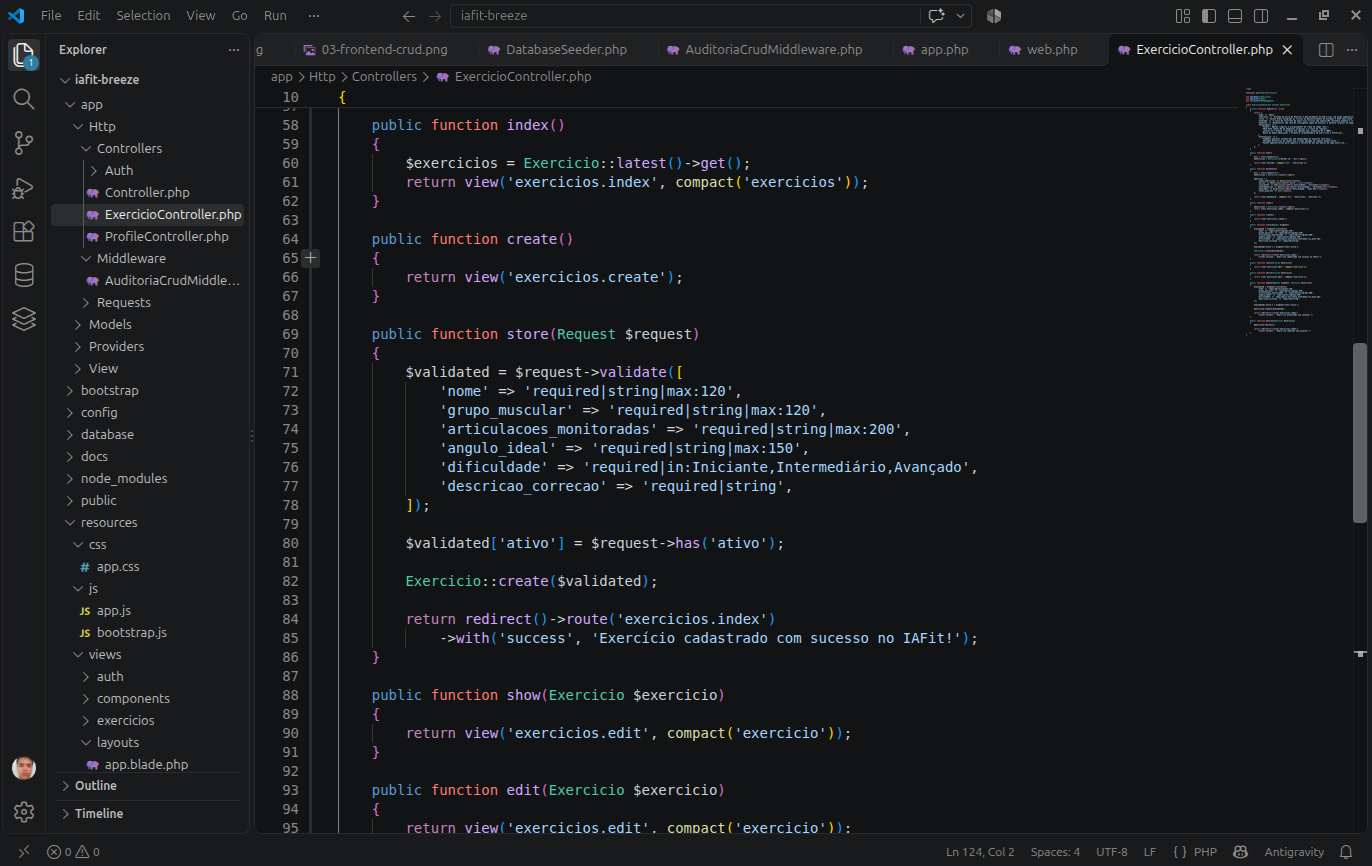 File Edit Selection View Go Run ··· iafit-breeze
Explorer ···
g 03-frontend-crud.png DatabaseSeeder.php AuditoriaCrudMiddleware.php app.php web.php ExercicioController.php ···
app > Http > Controllers > ExercicioController.php
1
iafit-breeze
app
Http
Controllers
Auth
Controller.php
ExercicioController.php
ProfileController.php
Middleware
AuditoriaCrudMiddle...
Requests
Models
Providers
View
bootstrap
config
database
docs
node_modules
public
resources
css
# app.css
js
JS app.js
JS bootstrap.js
views
auth
components
exercicios
layouts
app.blade.php
Outline
Timeline
10 {
58 public function index()
59 {
60 $exercicios = Exercicio::latest()->get();
61 return view('exercicios.index', compact('exercicios'));
62 }
63
64 public function create()
65 {
66 return view('exercicios.create');
67 }
68
69 public function store(Request $request)
70 {
71 $validated = $request->validate([
72 'nome' => 'required|string|max:120',
73 'grupo_muscular' => 'required|string|max:120',
74 'articulacoes_monitoradas' => 'required|string|max:200',
75 'angulo_ideal' => 'required|string|max:150',
76 'dificuldade' => 'required|in:Iniciante,Intermediário,Avançado',
77 'descricao_correcao' => 'required|string',
78 ]);
79
80 $validated['ativo'] = $request->has('ativo');
81
82 Exercicio::create($validated);
83
84 return redirect()->route('exercicios.index')
85 ->with('success', 'Exercício cadastrado com sucesso no IAFit!');
86 }
87
88 public function show(Exercicio $exercicio)
89 {
90 return view('exercicios.edit', compact('exercicio'));
91 }
92
93 public function edit(Exercicio $exercicio)
94 {
95 return view('exercicios.edit', compact('exercicio'));
0 0 Ln 124, Col 2 Spaces: 4 UTF-8 LF { } PHP Antigravity